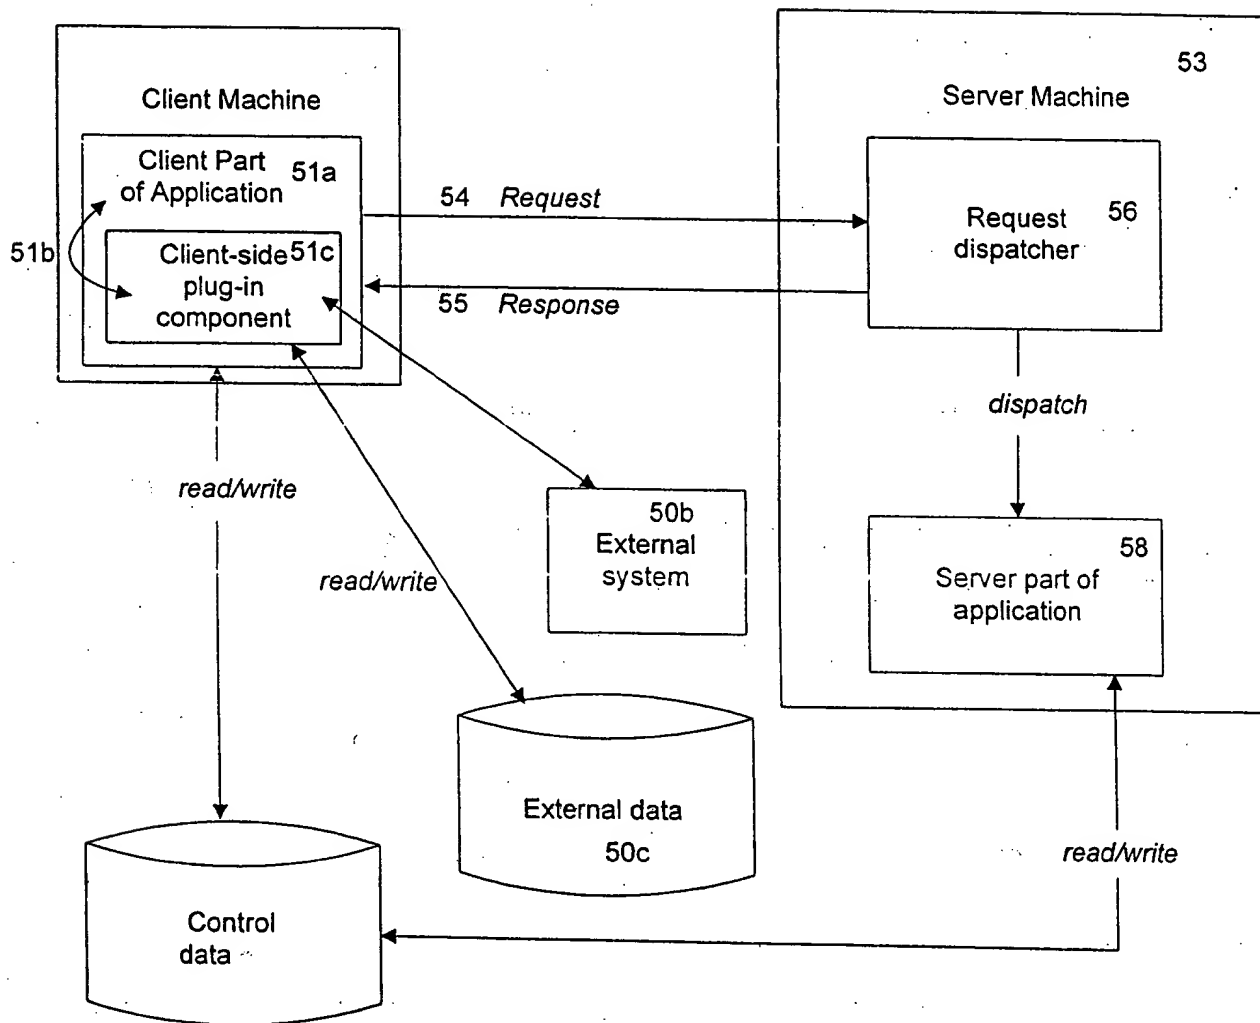 53
Client Machine
Server Machine
Client Part
of Application
51a
54 Request
Request
dispatcher
56
51b
Client-side
plug-in
component
51c
55 Response
dispatch
read/write
50b
External
system
58
Server part of
application
read/write
External data
50c
read/write
Control
data